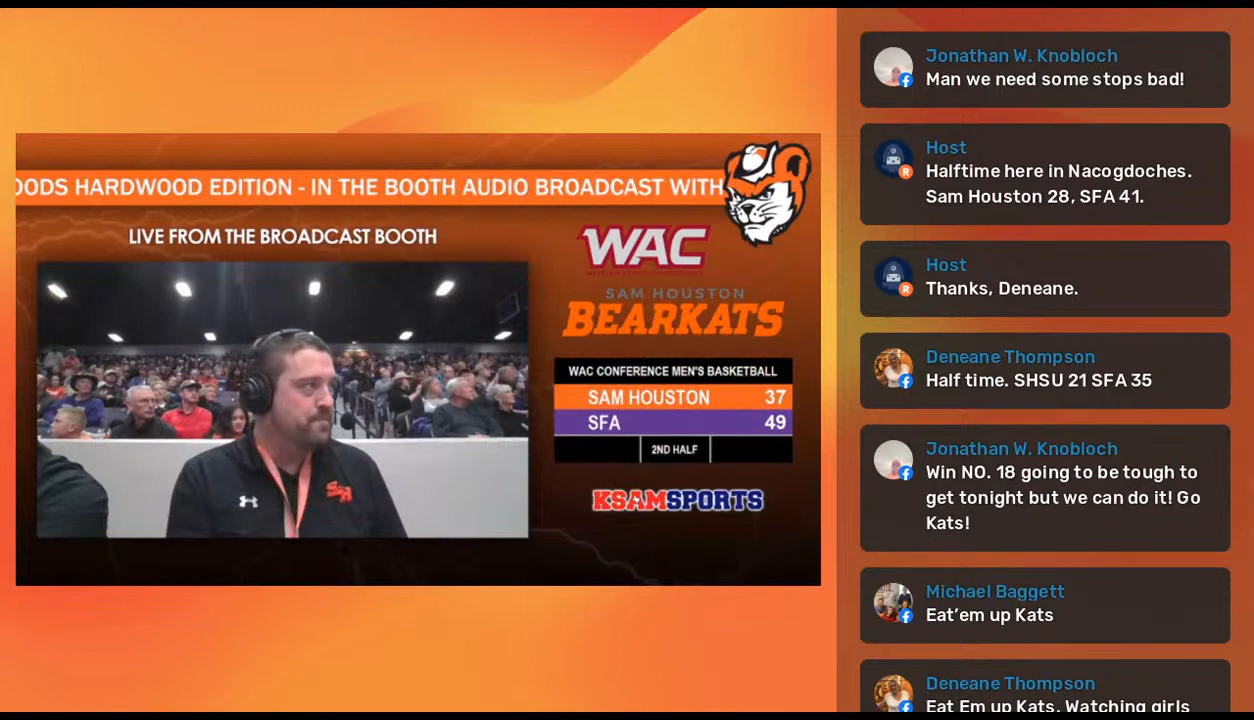 OODS HARDWOOD EDITION - IN THE BOOTH AUDIO BROADCAST WITH
LIVE FROM THE BROADCAST BOOTH
WAC
SAM HOUSTON
BEARKATS
WAC CONFERENCE MEN'S BASKETBALL
SAM HOUSTON 37
SFA 49
2ND HALF
KSAMSPORTS
Jonathan W. Knobloch
Man we need some stops bad!
Host
Halftime here in Nacogdoches.
Sam Houston 28, SFA 41.
Host
Thanks, Deneane.
Deneane Thompson
Half time. SHSU 21 SFA 35
Jonathan W. Knobloch
Win NO. 18 going to be tough to
get tonight but we can do it! Go
Kats!
Michael Baggett
Eat'em up Kats
Deneane Thompson
Eat Em up Kats. Watching girls